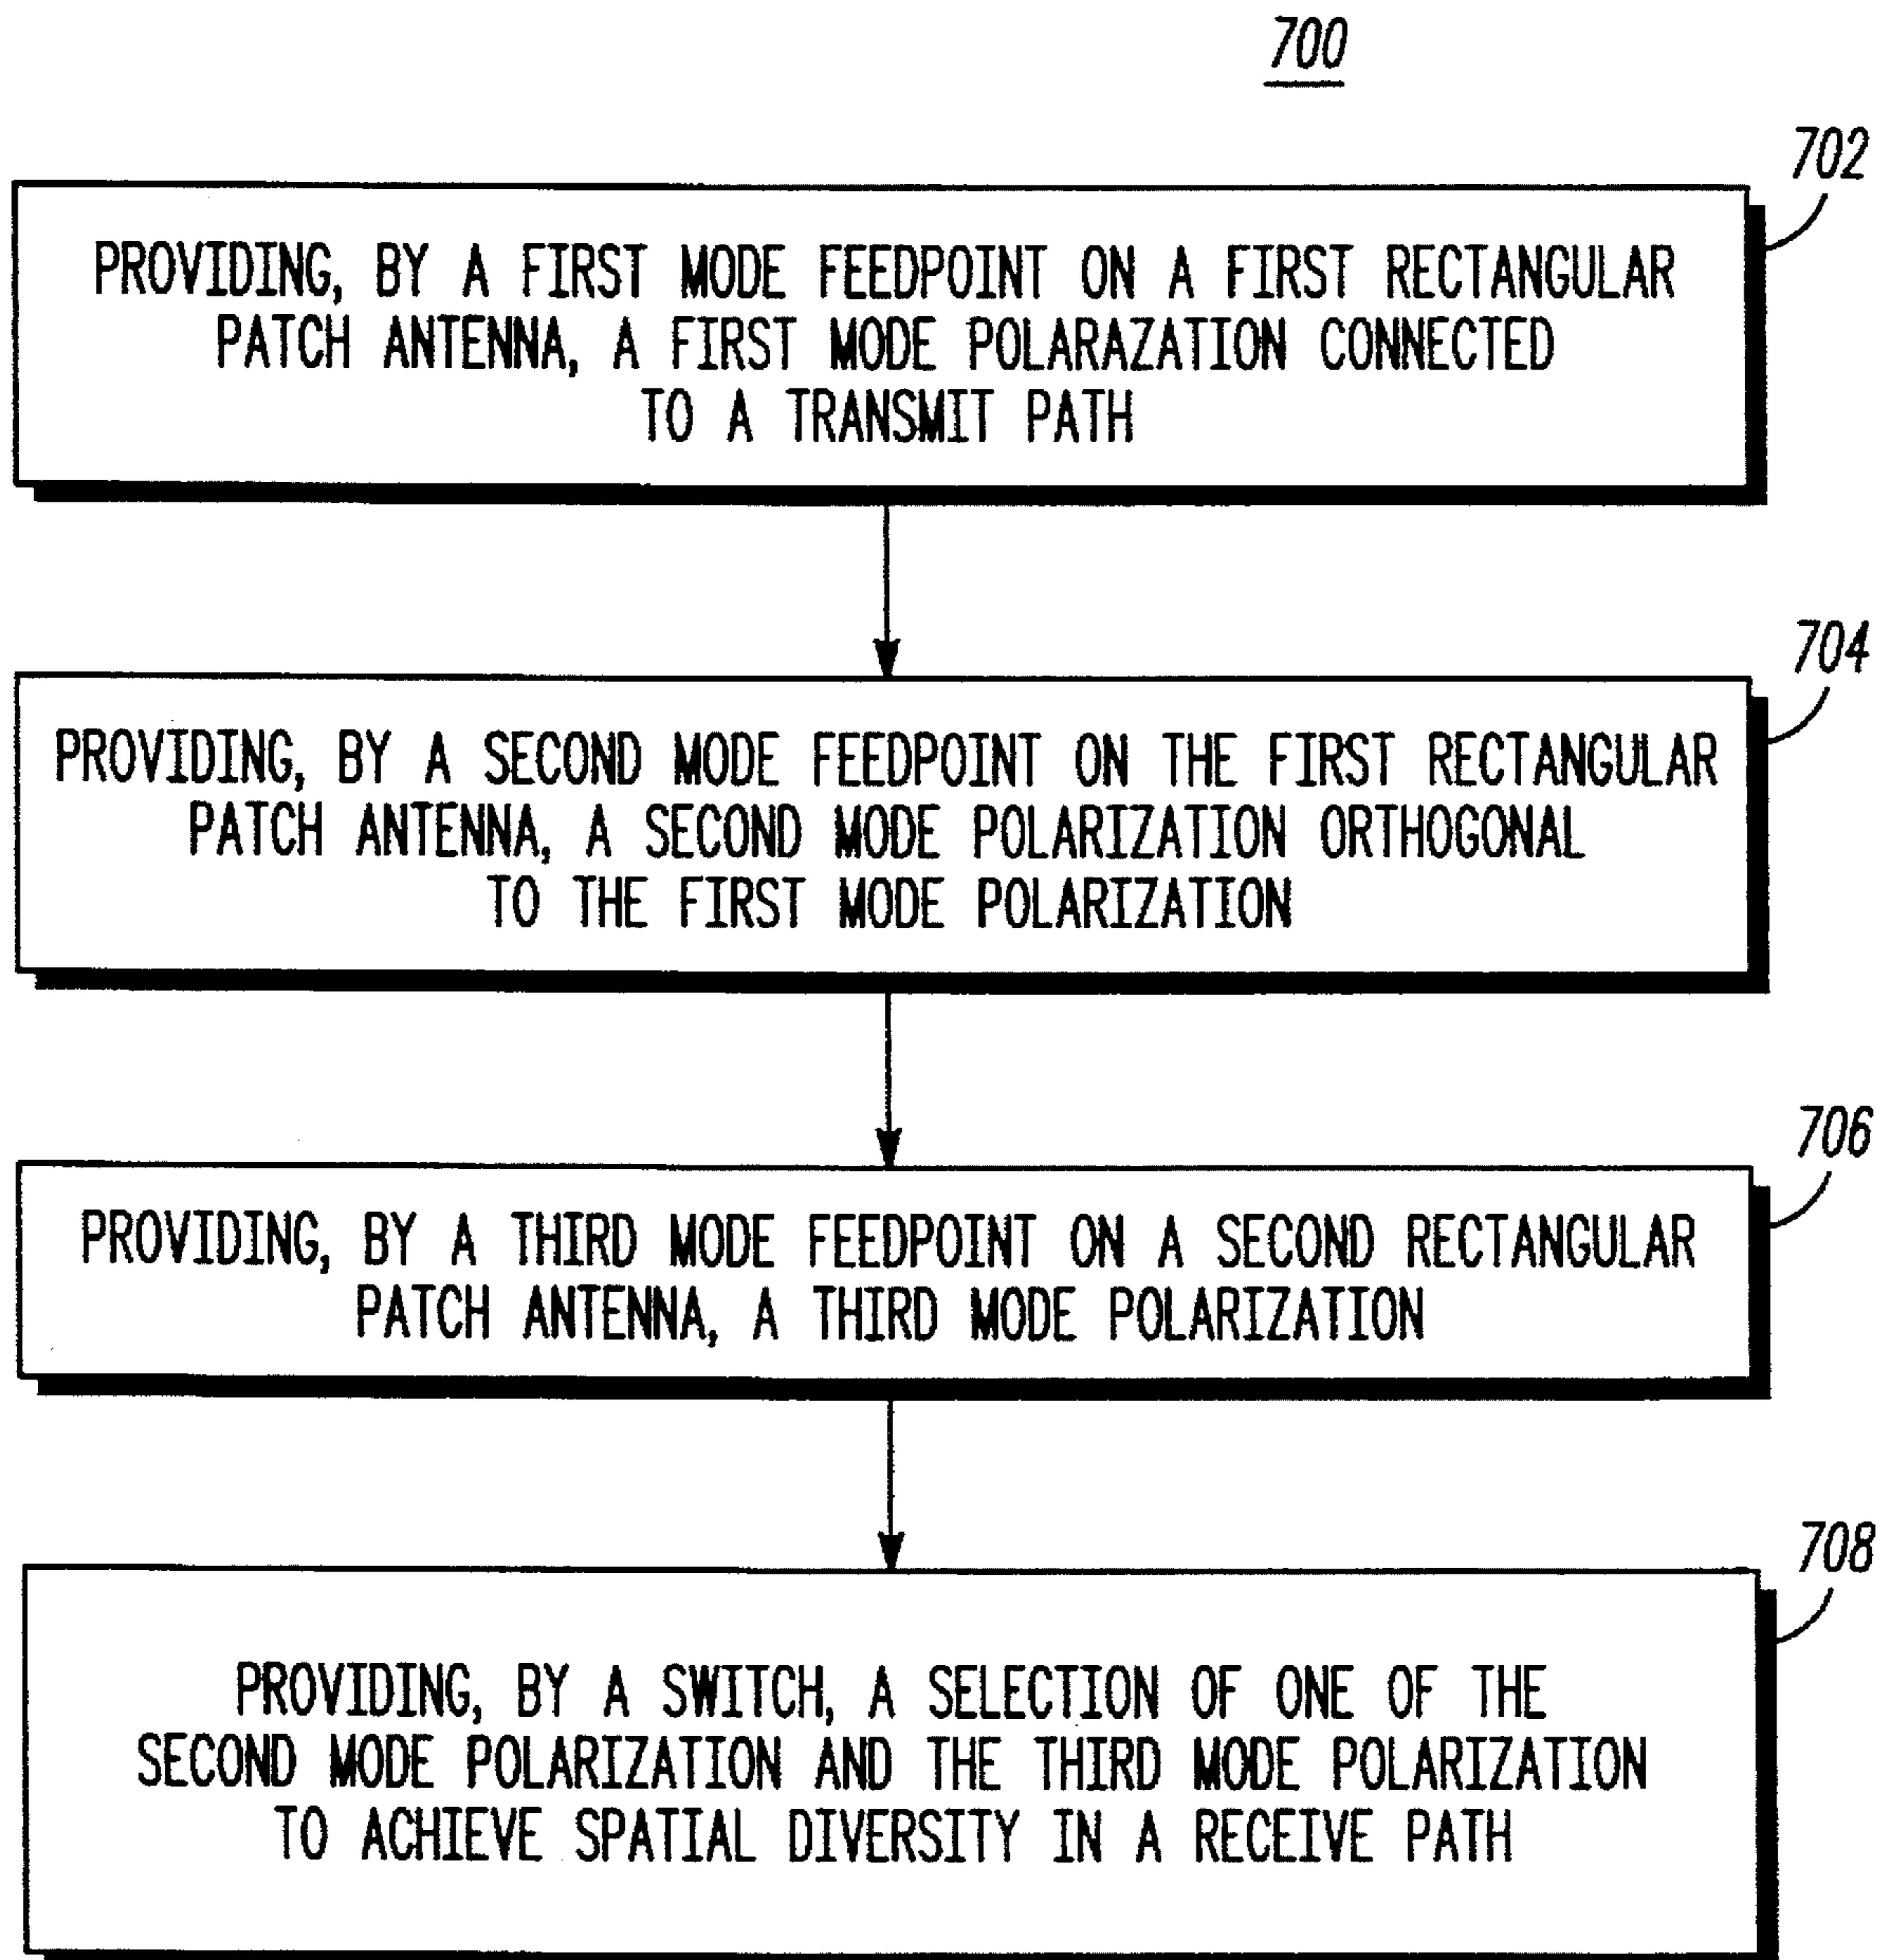 700
702
PROVIDING, BY A FIRST MODE FEEDPOINT ON A FIRST RECTANGULAR
PATCH ANTENNA, A FIRST MODE POLARAZATION CONNECTED
TO A TRANSMIT PATH
704
PROVIDING, BY A SECOND MODE FEEDPOINT ON THE FIRST RECTANGULAR
PATCH ANTENNA, A SECOND MODE POLARIZATION ORTHOGONAL
TO THE FIRST MODE POLARIZATION
706
PROVIDING, BY A THIRD MODE FEEDPOINT ON A SECOND RECTANGULAR
PATCH ANTENNA, A THIRD MODE POLARIZATION
708
PROVIDING, BY A SWITCH, A SELECTION OF ONE OF THE
SECOND MODE POLARIZATION AND THE THIRD MODE POLARIZATION
TO ACHIEVE SPATIAL DIVERSITY IN A RECEIVE PATH